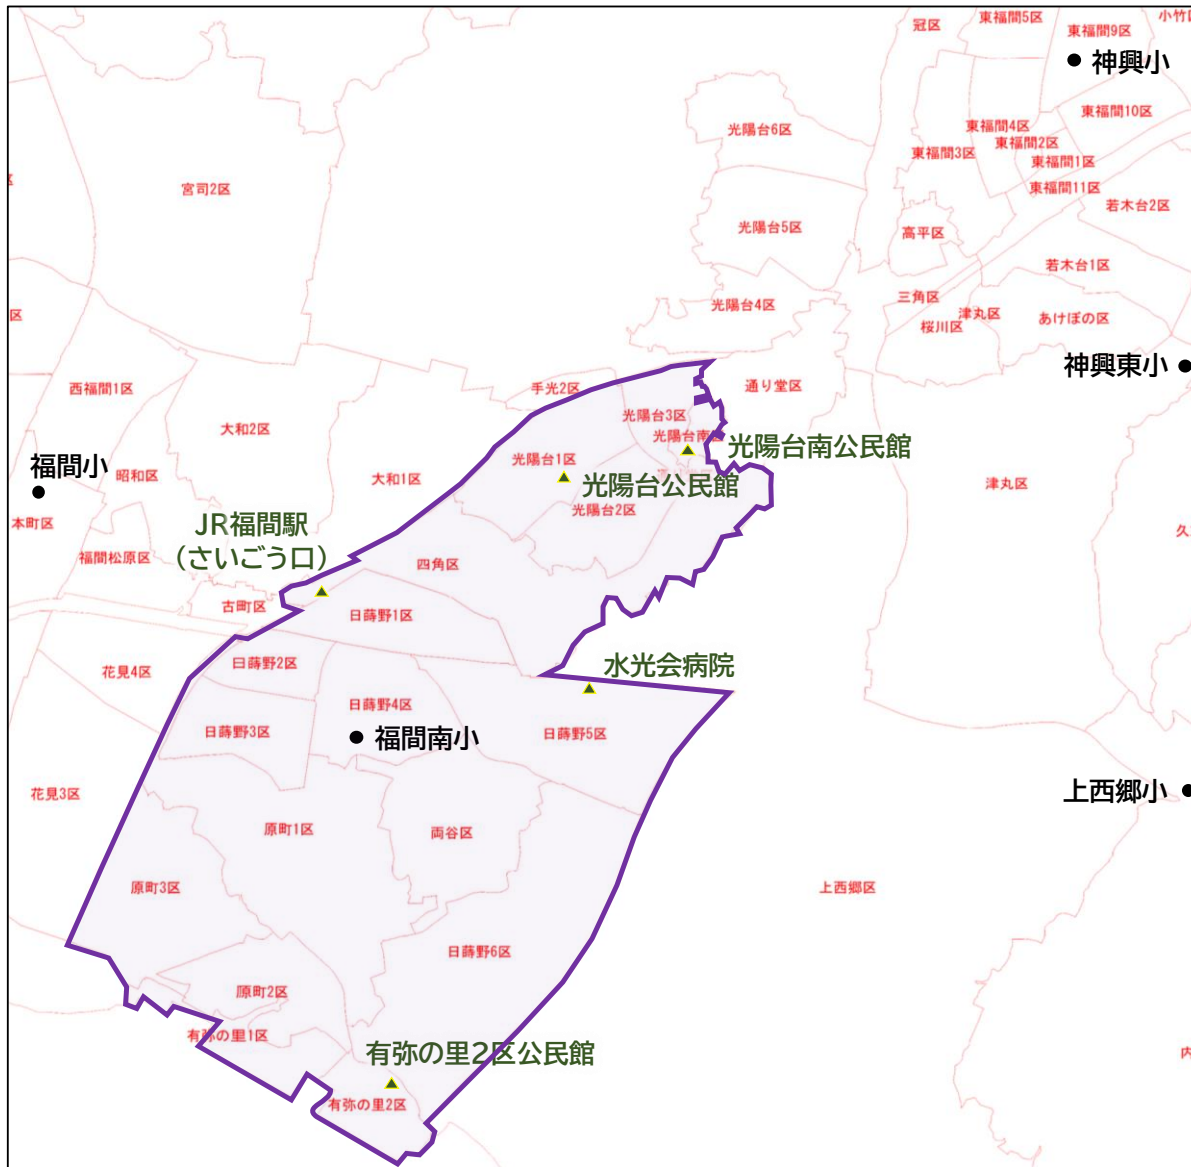 冠区
東福間5区
小竹
東福間9区
神興小
東福間10区
光陽台6区
東福間4区
東福間2区
東福間3区
東福間1区
東福間11区
宮司2区
若木台2区
光陽台5区
高平区
若木台1区
三角区
光陽台4区
津丸区
桜川区
あけぼの区
区
神興東小
西福間1区
手光2区
通り堂区
光陽台3区
大和2区
光陽台南区
光陽台南公民館
福間小
昭和区
光陽台1区
大和1区
光陽台公民館
津丸区
光陽台2区
本町区
JR福間駅
(さいごう口)
久
福間松原区
四角区
古町区
日蒔野1区
日蒔野2区
花見4区
水光会病院
日蒔野4区
日蒔野3区
福間南小
日蒔野5区
花見3区
上西郷小
原町1区
両谷区
原町3区
上西郷区
日蒔野6区
原町2区
有弥の里1区
有弥の里2区公民館
内
有弥の里2区